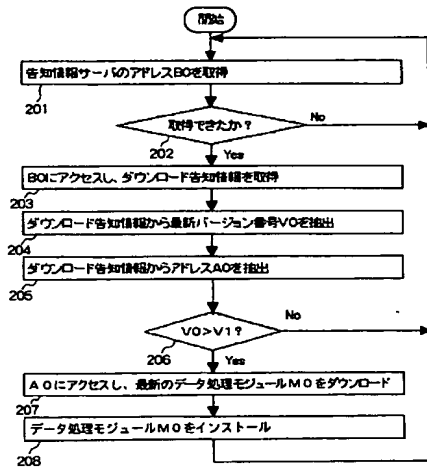 開始
告知情報サーバのアドレスB0を取得
201
取得できたか?
No
202
Yes
B0にアクセスし、ダウンロード告知情報を取得
203
ダウンロード告知情報から最新バージョン番号V0を抽出
204
ダウンロード告知情報からアドレスA0を抽出
205
V0>V1?
No
206
Yes
A0にアクセスし、最新のデータ処理モジュールM0をダウンロード
207
データ処理モジュールM0をインストール
208